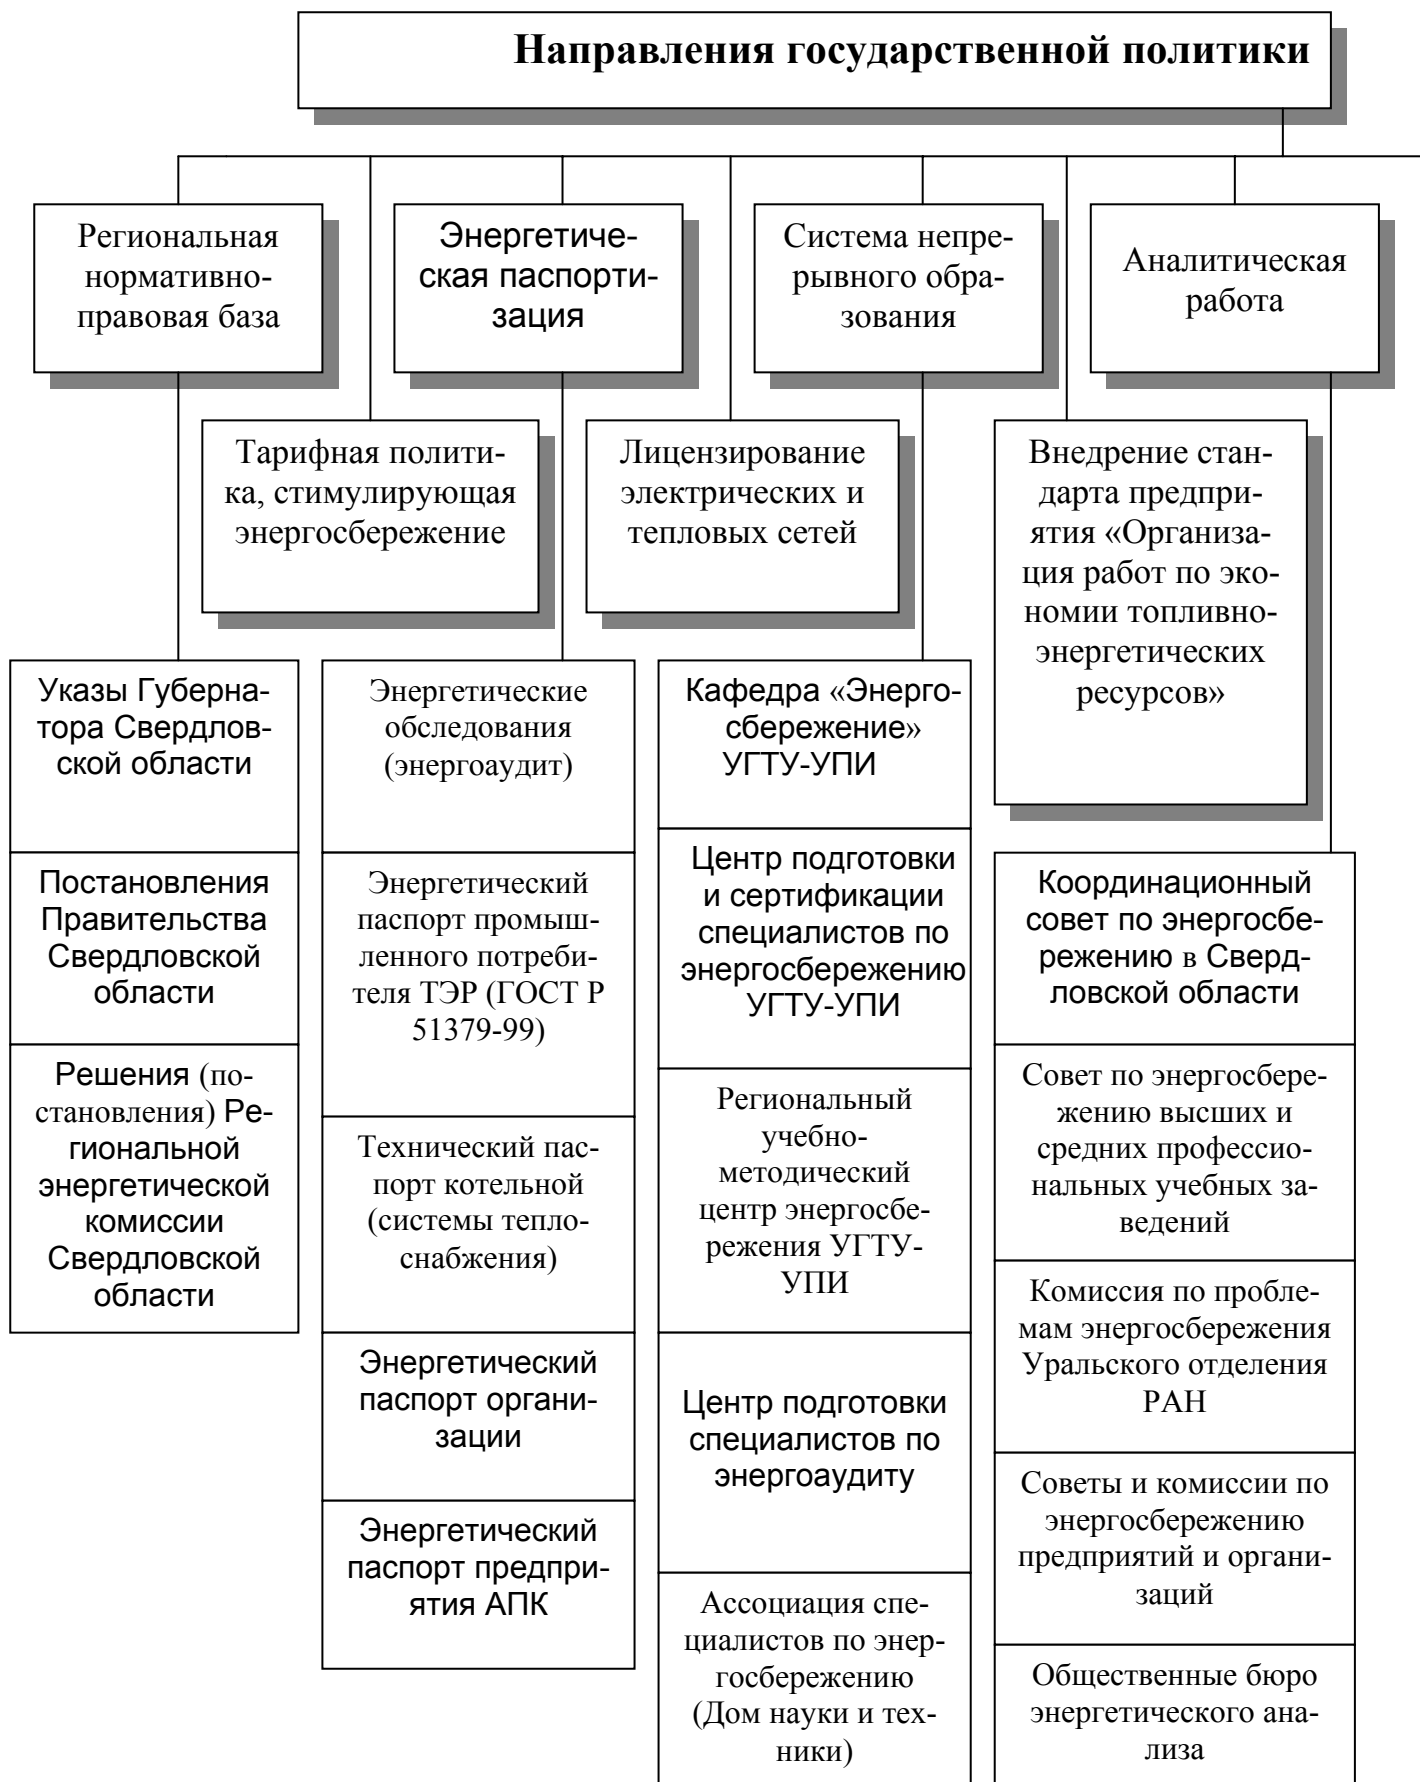 Направления государственной политики
Региональная
нормативно-
правовая база
Энергетиче-
ская паспорти-
зация
Система непре-
рывного обра-
зования
Аналитическая
работа
Тарифная полити-
ка, стимулирующая
энергосбережение
Лицензирование
электрических и
тепловых сетей
Внедрение стан-
дарта предпри-
ятия «Организа-
ция работ по эко-
номии топливно-
энергетических
ресурсов»
Указы Губерна-
тора Свердлов-
ской области
Постановления
Правительства
Свердловской
области
Решения (по-
становления) Ре-
гиональной
энергетической
комиссии
Свердловской
области
Энергетические
обследования
(энергоаудит)
Энергетический
паспорт промыш-
ленного потреби-
теля ТЭР (ГОСТ Р
51379-99)
Технический пас-
порт котельной
(системы тепло-
снабжения)
Энергетический
паспорт органи-
зации
Энергетический
паспорт предпри-
ятия АПК
Кафедра «Энерго-
сбережение»
УГТУ-УПИ
Центр подготовки
и сертификации
специалистов по
энергосбережению
УГТУ-УПИ
Региональный
учебно-
методический
центр энергосбе-
режения УГТУ-
УПИ
Центр подготовки
специалистов по
энергоаудиту
Ассоциация спе-
циалистов по энер-
госбережению
(Дом науки и тех-
ники)
Координационный
совет по энергосбе-
режению в Сверд-
ловской области
Совет по энергосбере-
жению высших и
средних профессио-
нальных учебных за-
ведений
Комиссия по пробле-
мам энергосбережения
Уральского отделения
РАН
Советы и комиссии по
энергосбережению
предприятий и органи-
заций
Общественные бюро
энергетического ана-
лиза